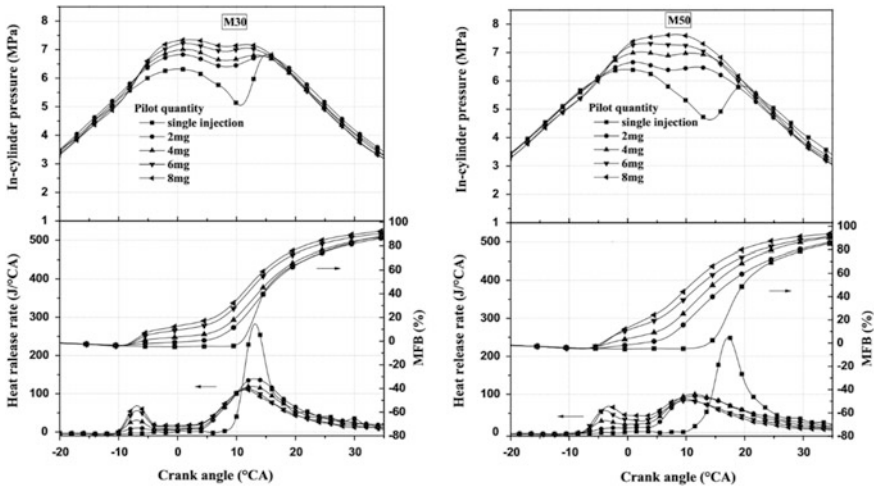 M30
In-cylinder pressure (MPa)
8
7
6
5
4
3
2
1
Pilot quantity
single injection
2mg
4mg
6mg
8mg
Heat ralease rate (J/°CA)
500
400
300
200
100
0
MFB (%)
100
80
60
40
20
0
-20
-40
-60
-80
-20 -10 0 10 20 30
Crank angle (°CA)
M50
In-cylinder pressure (MPa)
8
7
6
5
4
3
2
1
Pilot quantity
single injection
2mg
4mg
6mg
8mg
Heat ralease rate (J/°CA)
500
400
300
200
100
0
MFB (%)
100
80
60
40
20
0
-20
-40
-60
-80
-20 -10 0 10 20 30
Crank angle (°CA)